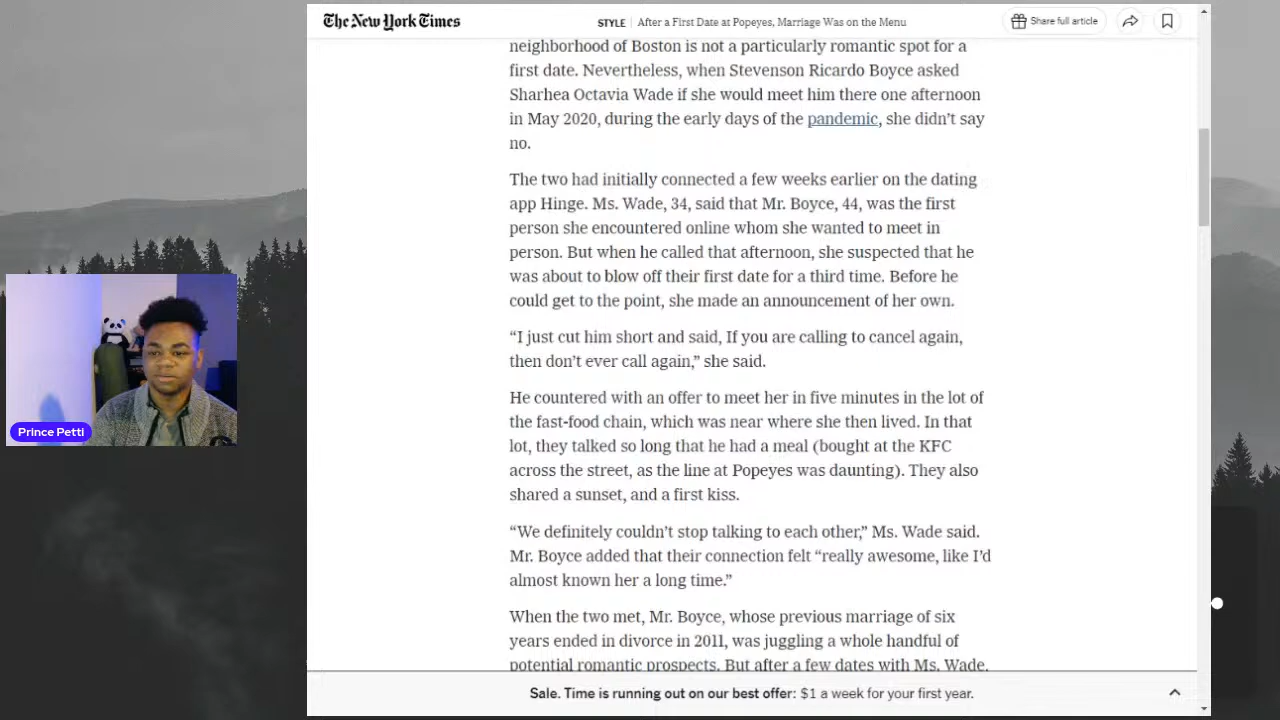 The New York Times
STYLE | After a First Date at Popeyes, Marriage Was on the Menu
Share full article
neighborhood of Boston is not a particularly romantic spot for a
first date. Nevertheless, when Stevenson Ricardo Boyce asked
Sharhea Octavia Wade if she would meet him there one afternoon
in May 2020, during the early days of the pandemic, she didn’t say
no.
The two had initially connected a few weeks earlier on the dating
app Hinge. Ms. Wade, 34, said that Mr. Boyce, 44, was the first
person she encountered online whom she wanted to meet in
person. But when he called that afternoon, she suspected that he
was about to blow off their first date for a third time. Before he
could get to the point, she made an announcement of her own.
“I just cut him short and said, If you are calling to cancel again,
then don’t ever call again,” she said.
He countered with an offer to meet her in five minutes in the lot of
the fast-food chain, which was near where she then lived. In that
lot, they talked so long that he had a meal (bought at the KFC
across the street, as the line at Popeyes was daunting). They also
shared a sunset, and a first kiss.
“We definitely couldn’t stop talking to each other,” Ms. Wade said.
Mr. Boyce added that their connection felt “really awesome, like I’d
almost known her a long time.”
When the two met, Mr. Boyce, whose previous marriage of six
years ended in divorce in 2011, was juggling a whole handful of
potential romantic prospects. But after a few dates with Ms. Wade,
Sale. Time is running out on our best offer: $1 a week for your first year.
Prince Petti